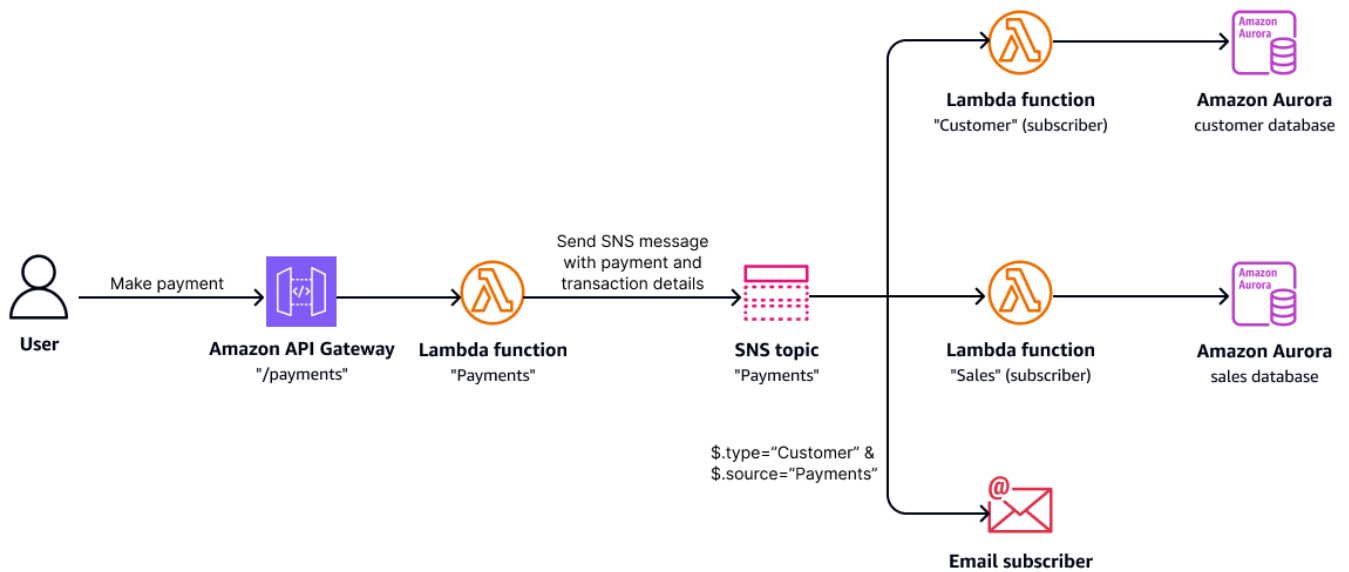 Amazon
Aurora
Lambda function
"Customer" (subscriber)
Amazon Aurora
customer database
Make payment
Send SNS message
with payment and
transaction details
Amazon
Aurora
User
Amazon API Gateway
"/payments"
Lambda function
"Payments"
SNS topic
"Payments"
Lambda function
"Sales" (subscriber)
Amazon Aurora
sales database
$.type=”Customer” &
$.source=”Payments”
@
Email subscriber